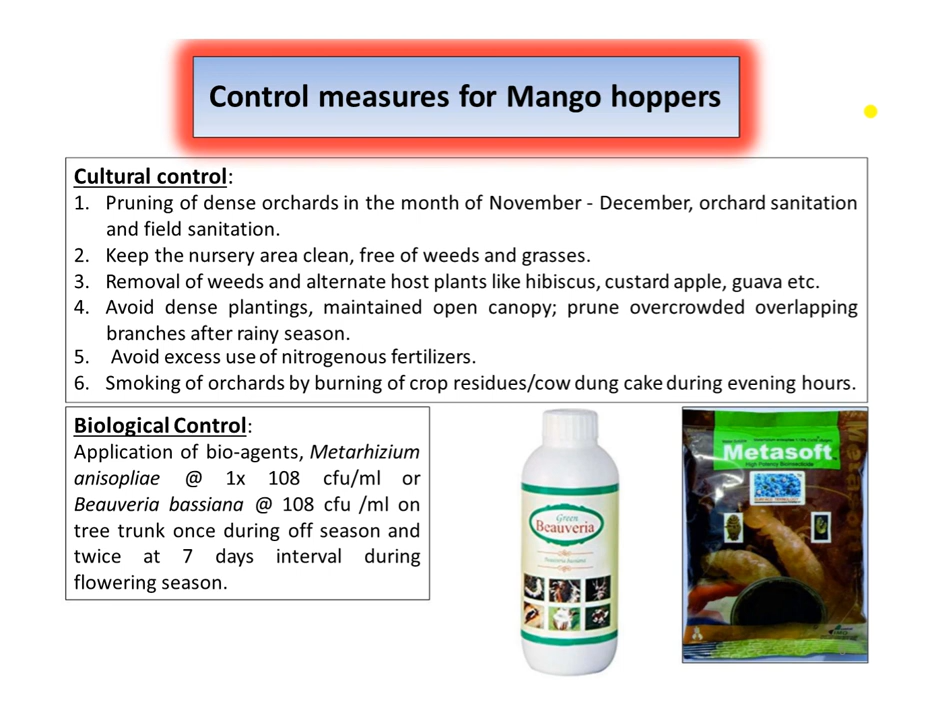 Control measures for Mango hoppers
Cultural control:
1. Pruning of dense orchards in the month of November - December, orchard sanitation
and field sanitation.
2. Keep the nursery area clean, free of weeds and grasses.
3. Removal of weeds and alternate host plants like hibiscus, custard apple, guava etc.
4. Avoid dense plantings, maintained open canopy; prune overcrowded overlapping
branches after rainy season.
5. Avoid excess use of nitrogenous fertilizers.
6. Smoking of orchards by burning of crop residues/cow dung cake during evening hours.
Biological Control:
Application of bio-agents, Metarhizium
anisopliae @ 1x 108 cfu/ml or
Beauveria bassiana @ 108 cfu /ml on
tree trunk once during off season and
twice at 7 days interval during
flowering season.
Green
Beauveria
Beauveria bassiana
Metasoft
High Potency Bioinsecticide